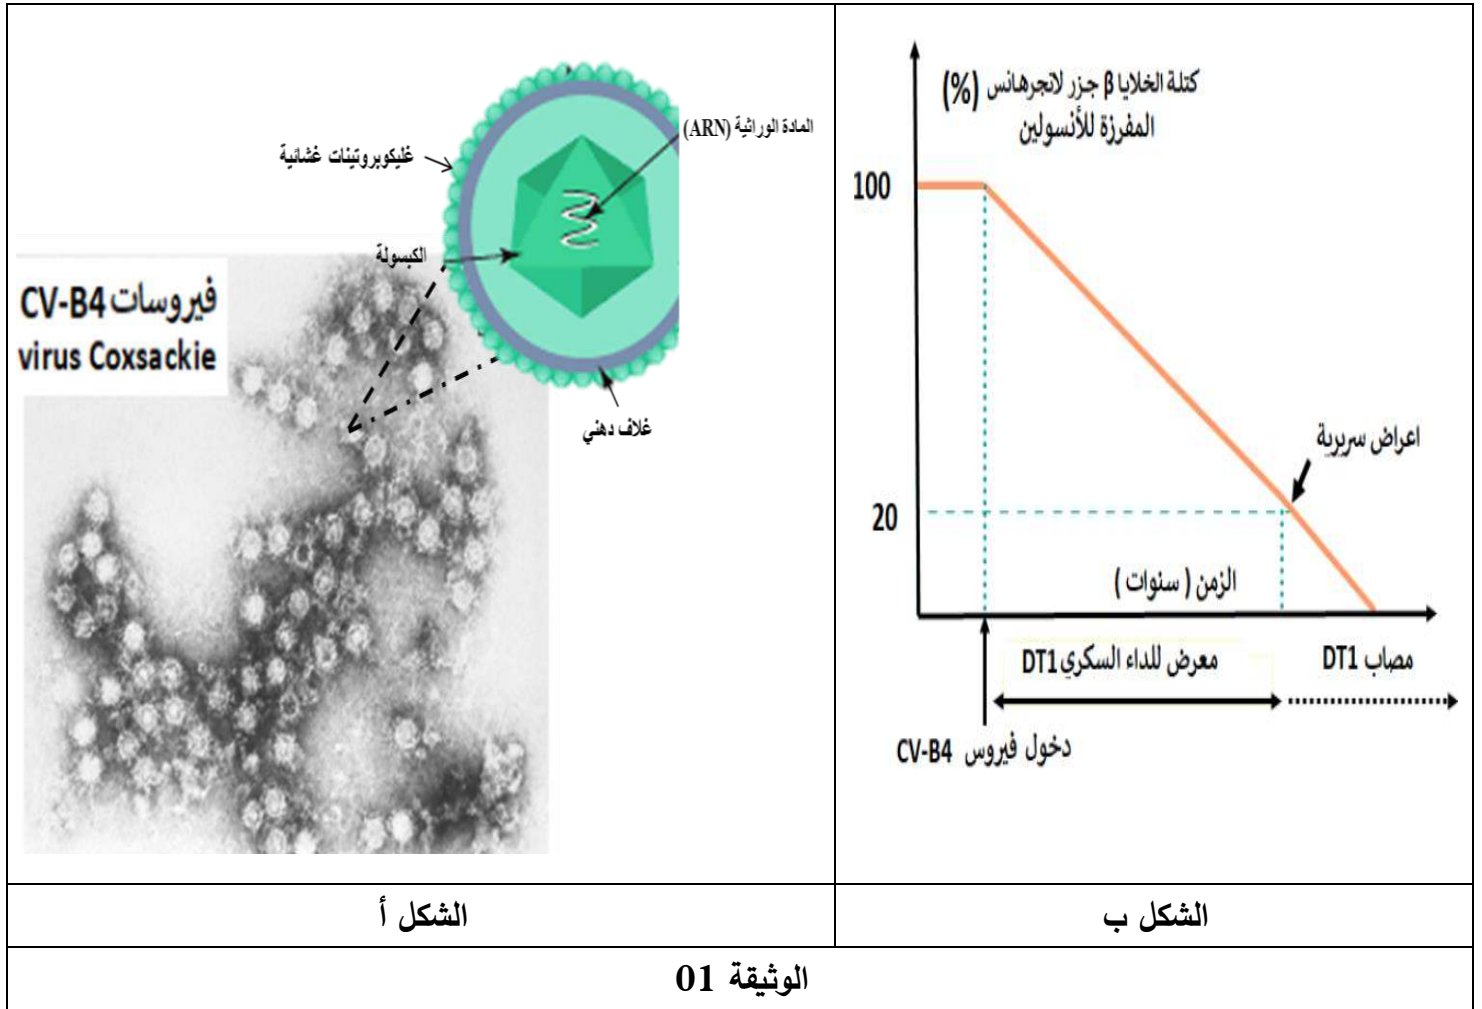 المادة الوراثية (ARN)
غليكوبروتينات غشائية
الكبسولة
فيروسات CV-B4
virus Coxsackie
غلاف دهني
كتلة الخلايا β جزر لانجرهانس (%)
المفرزة للأنسولين
100
اعراض سريرية
20
الزمن ( سنوات )
معرض للداء السكري DT1
مصاب DT1
دخول فيروس CV-B4
الشكل أ
الشكل ب
الوثيقة 01